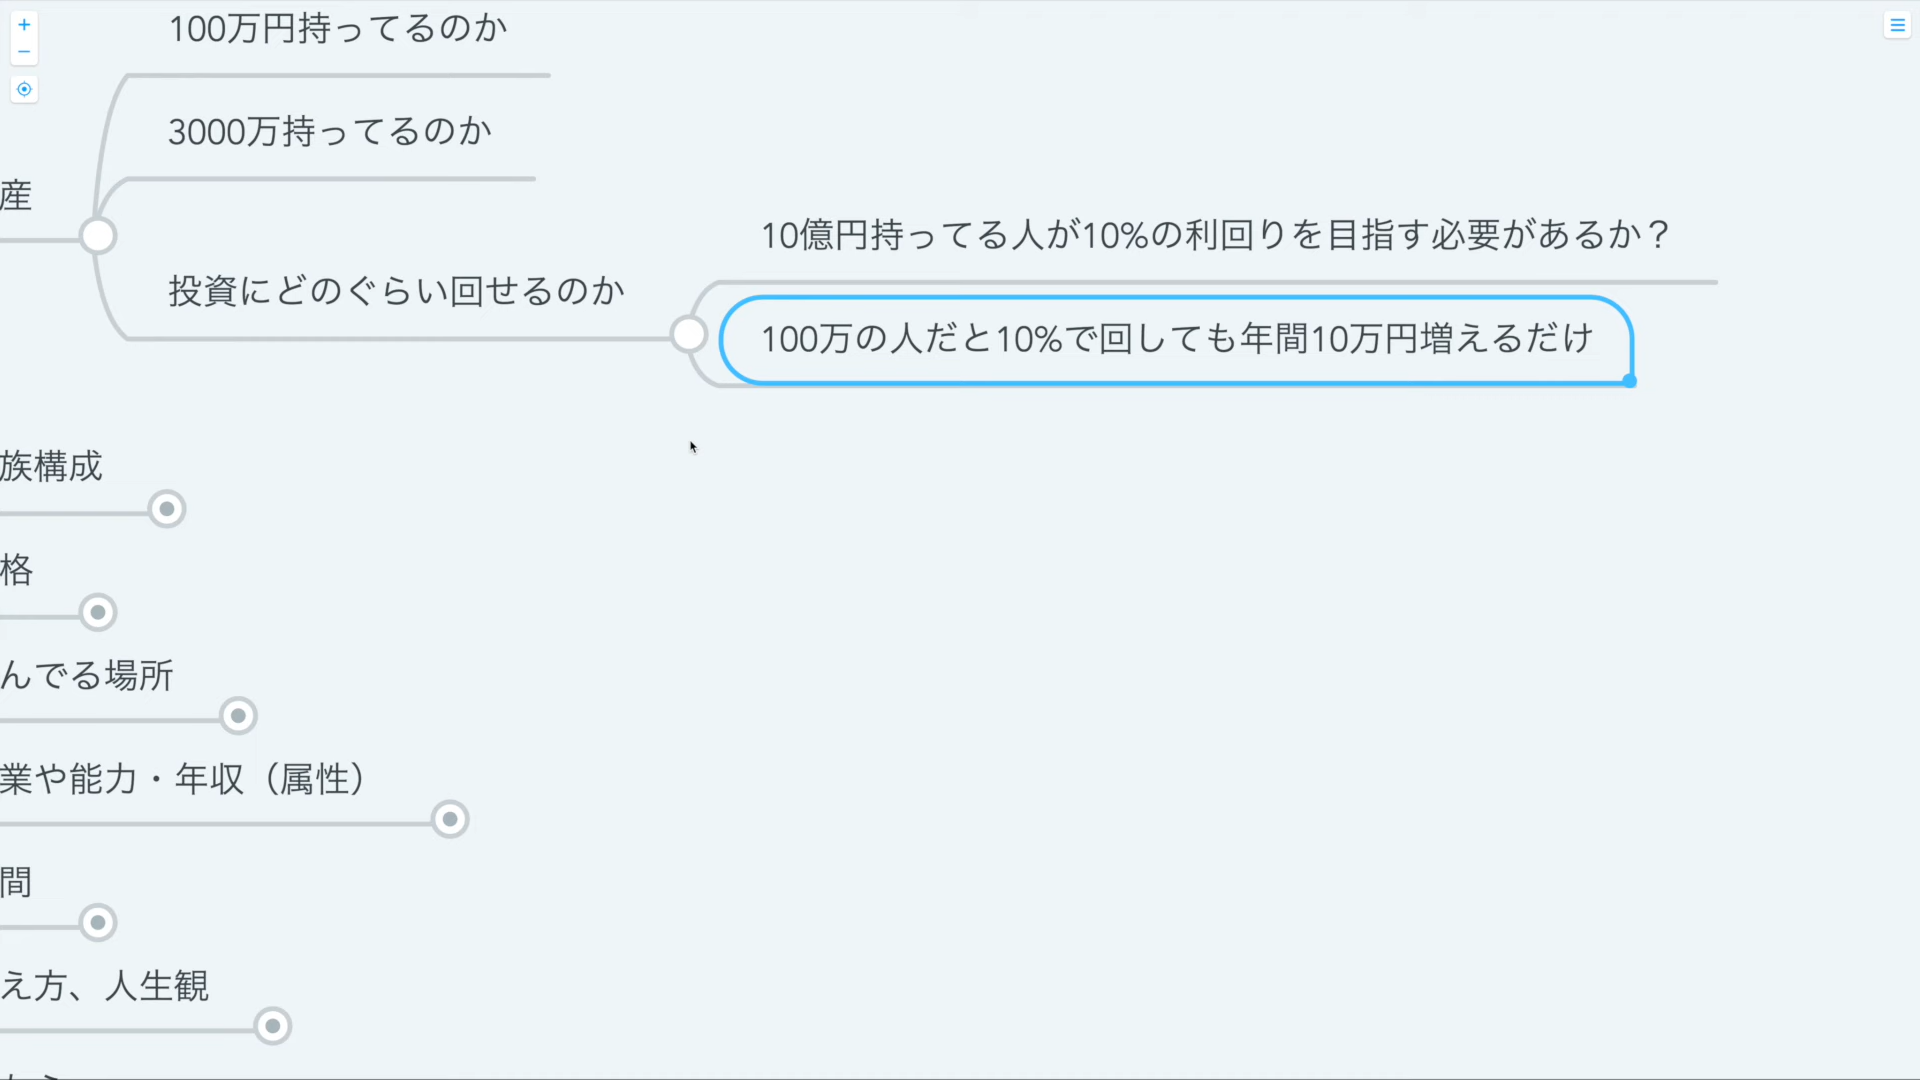 100万円持ってるのか
3000万持ってるのか
産
投資にどのぐらい回せるのか
10億円持ってる人が10%の利回りを目指す必要があるか？
100万の人だと10%で回しても年間10万円増えるだけ
族構成
格
んでる場所
業や能力・年収（属性）
間
え方、人生観